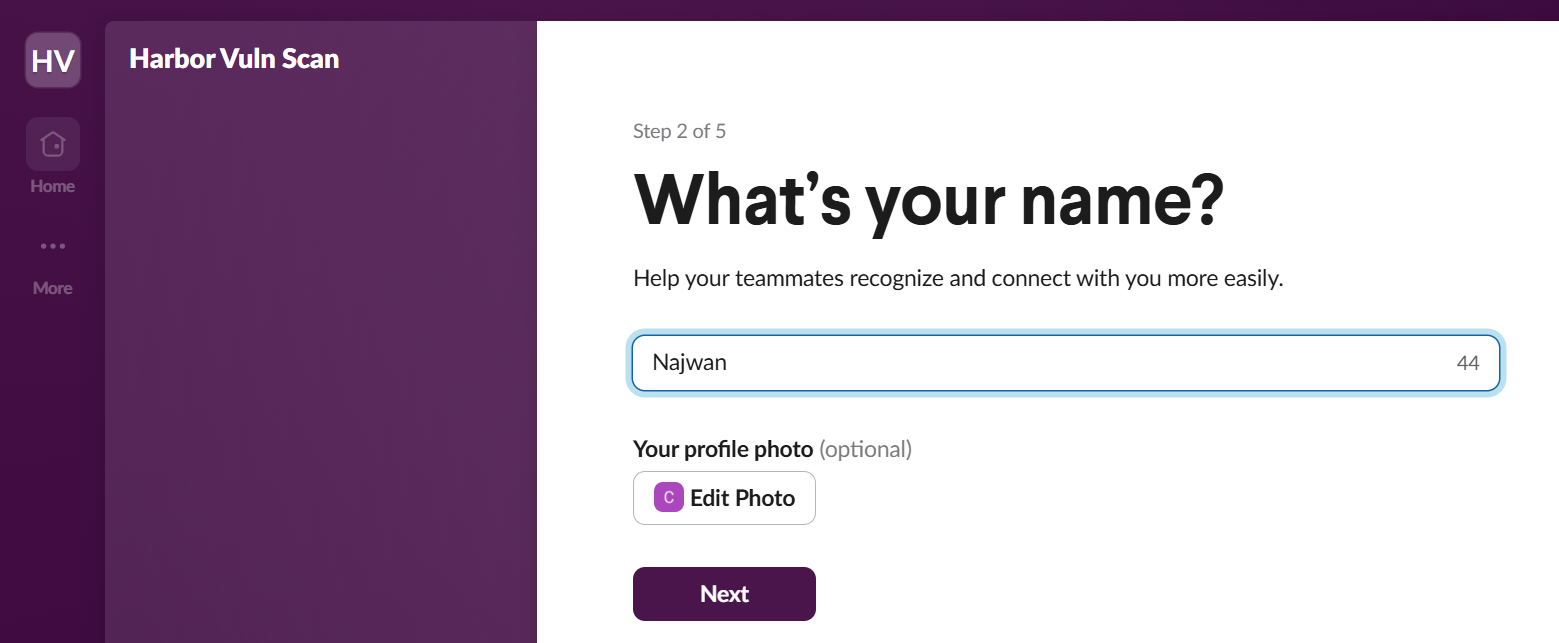 HV
Harbor Vuln Scan
Home
More
Step 2 of 5
What’s your name?
Help your teammates recognize and connect with you more easily.
Najwan 44
Your profile photo (optional)
C Edit Photo
Next